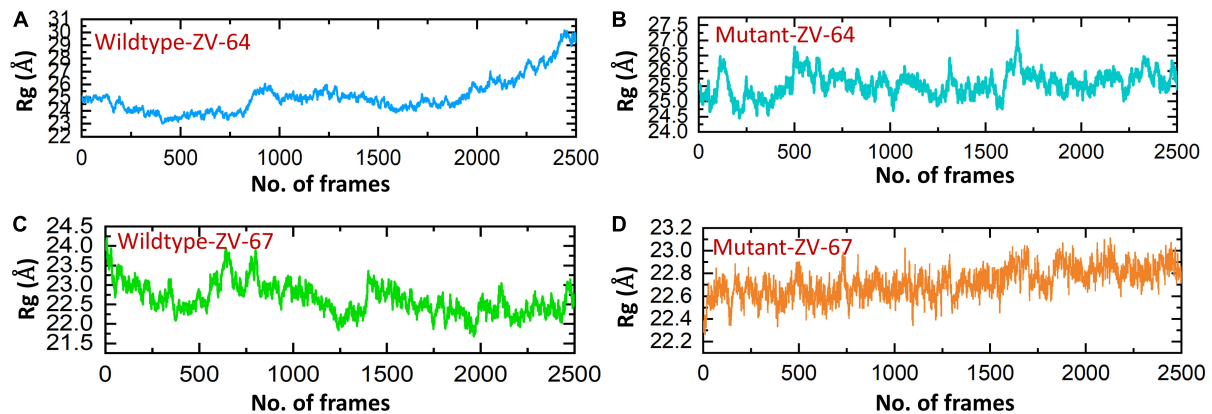 A
Wildtype-ZV-64
Rg (Å)
31
30
29
28
27
26
25
24
23
22
0 500 1000 1500 2000 2500
No. of frames
B
Mutant-ZV-64
Rg (Å)
27.5
27.0
26.5
26.0
25.5
25.0
24.5
24.0
0 500 1000 1500 2000 2500
No. of frames
C
Wildtype-ZV-67
Rg (Å)
24.5
24.0
23.5
23.0
22.5
22.0
21.5
0 500 1000 1500 2000 2500
No. of frames
D
Mutant-ZV-67
Rg (Å)
23.2
23.0
22.8
22.6
22.4
22.2
0 500 1000 1500 2000 2500
No. of frames